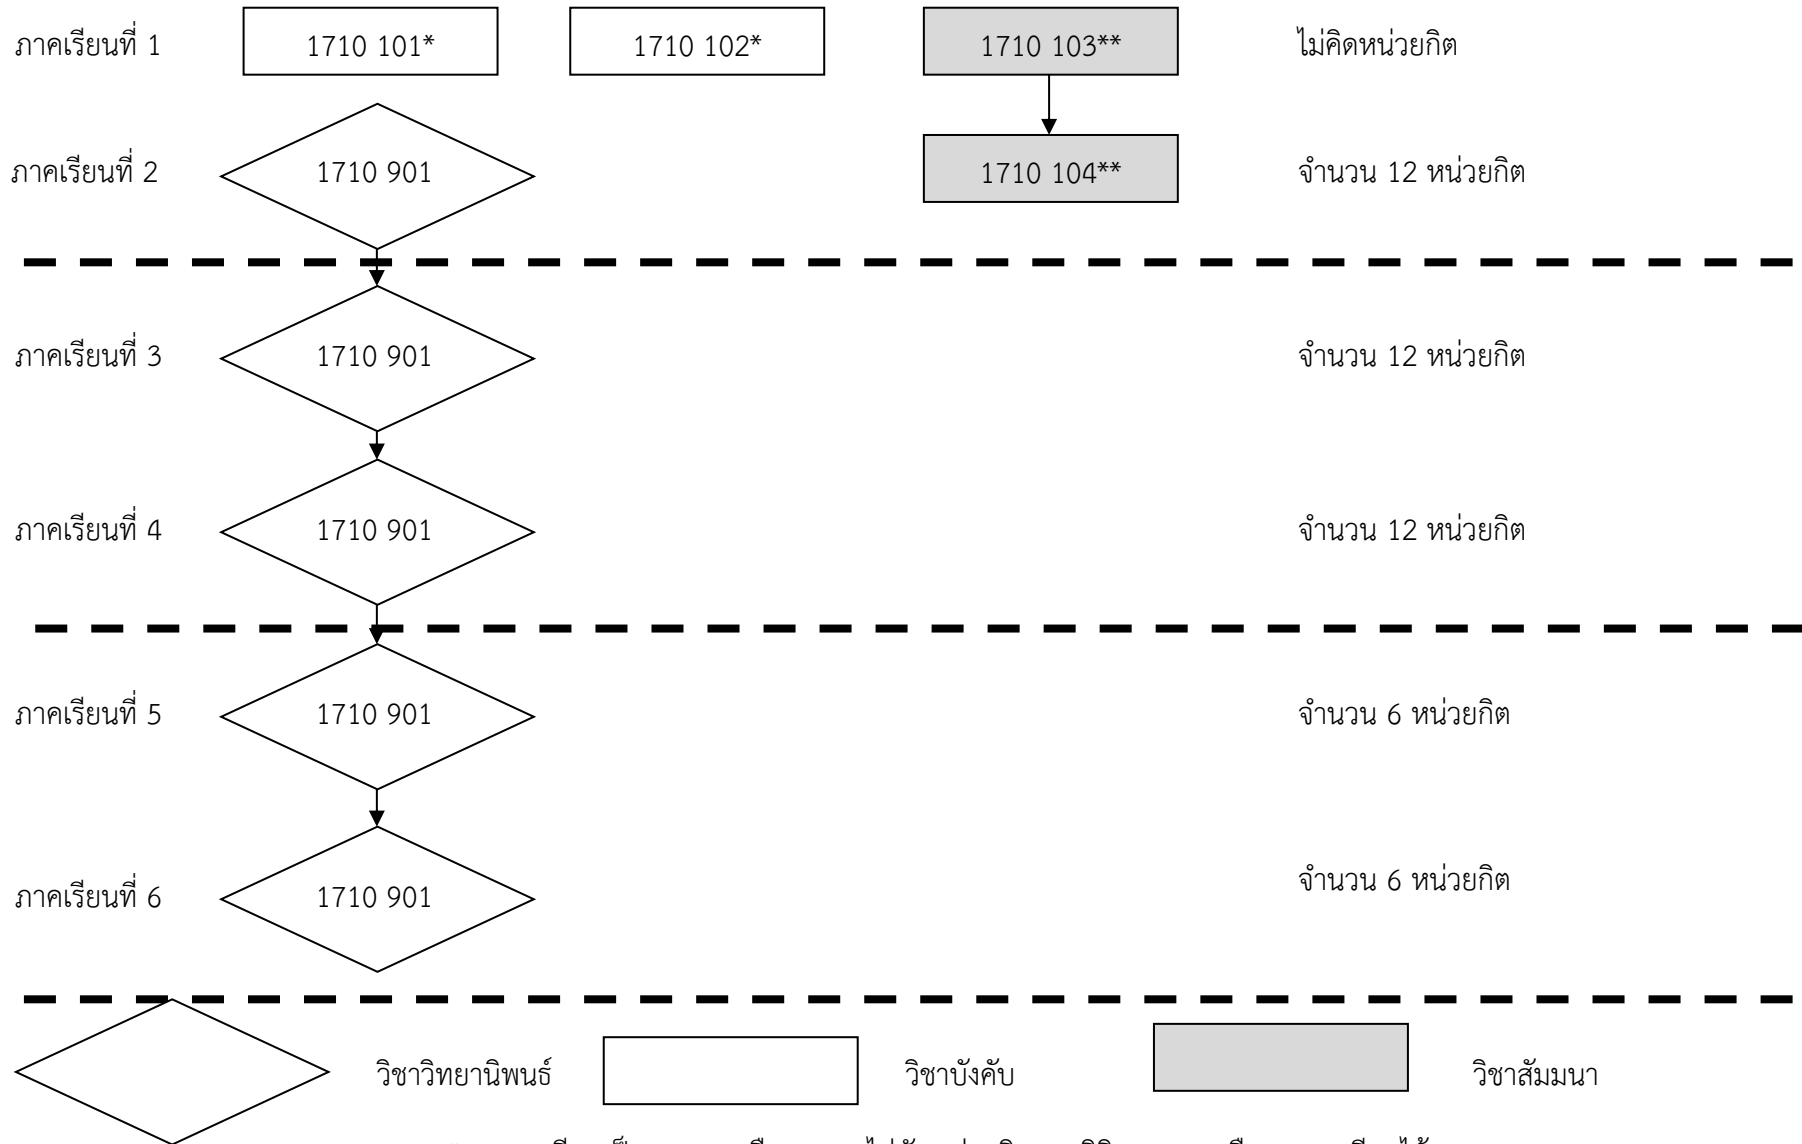 ภาคเรียนที่ 1 1710 101* 1710 102* 1710 103** ไม่คิดหน่วยกิต
ภาคเรียนที่ 2 1710 901 1710 104** จำนวน 12 หน่วยกิต
ภาคเรียนที่ 3 1710 901 จำนวน 12 หน่วยกิต
ภาคเรียนที่ 4 1710 901 จำนวน 12 หน่วยกิต
ภาคเรียนที่ 5 1710 901 จำนวน 6 หน่วยกิต
ภาคเรียนที่ 6 1710 901 จำนวน 6 หน่วยกิต
วิชาวิทยานิพนธ์ วิชาบังคับ วิชาสัมมนา